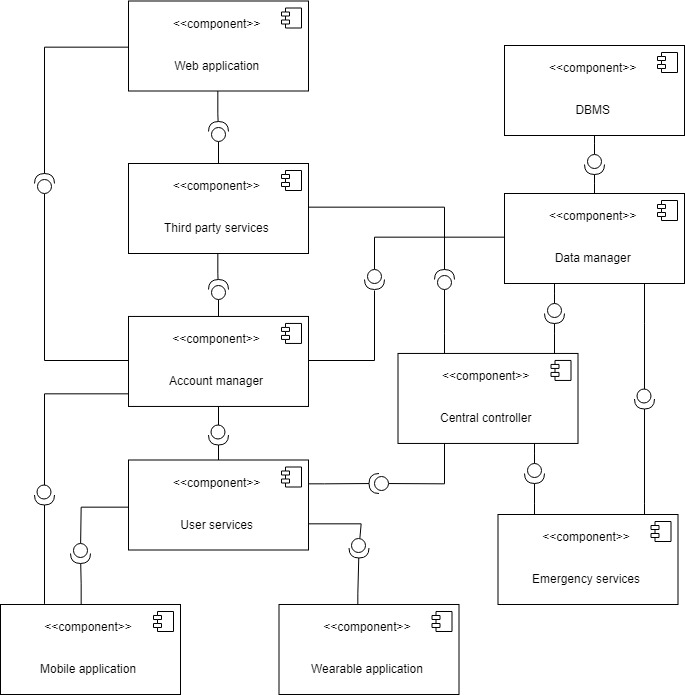 <<component>>
Web application
<<component>>
DBMS
<<component>>
Third party services
<<component>>
Data manager
<<component>>
Account manager
<<component>>
Central controller
<<component>>
User services
<<component>>
Emergency services
<<component>>
Mobile application
<<component>>
Wearable application